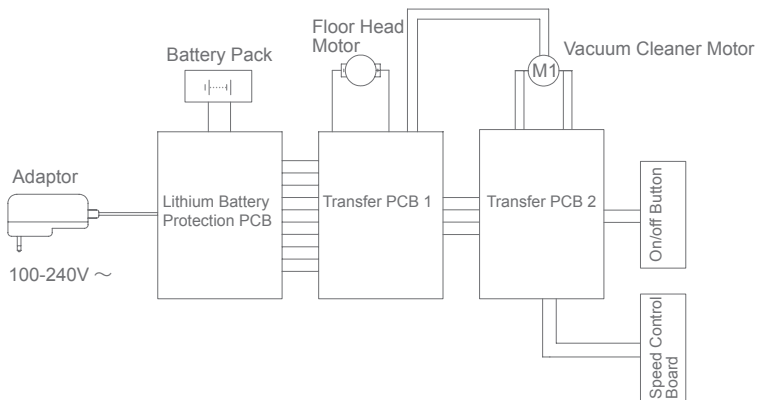 Floor Head
Motor
Vacuum Cleaner Motor
Battery Pack
M1
Adaptor
Lithium Battery
Protection PCB
Transfer PCB 1
Transfer PCB 2
On/off Button
100-240V ～
Speed Control
Board